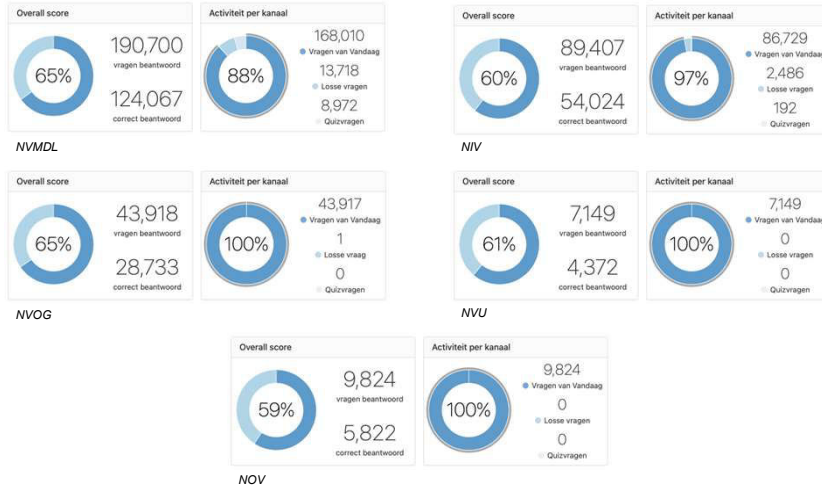 Overall score
Activiteit per kanaal
65%
190,700
vragen beantwoord
124,067
correct beantwoord
88%
168,010
Vragen van Vandaag
13,718
Losse vragen
8,972
Quizvragen
NVMDL
Overall score
Activiteit per kanaal
60%
89,407
vragen beantwoord
54,024
correct beantwoord
97%
86,729
Vragen van Vandaag
2,486
Losse vragen
192
Quizvragen
NIV
Overall score
Activiteit per kanaal
65%
43,918
vragen beantwoord
28,733
correct beantwoord
100%
43,917
Vragen van Vandaag
1
Losse vraag
0
Quizvragen
NVOG
Overall score
Activiteit per kanaal
61%
7,149
vragen beantwoord
4,372
correct beantwoord
100%
7,149
Vragen van Vandaag
0
Losse vragen
0
Quizvragen
NVU
Overall score
Activiteit per kanaal
59%
9,824
vragen beantwoord
5,822
correct beantwoord
100%
9,824
Vragen van Vandaag
0
Losse vragen
0
Quizvragen
NOV